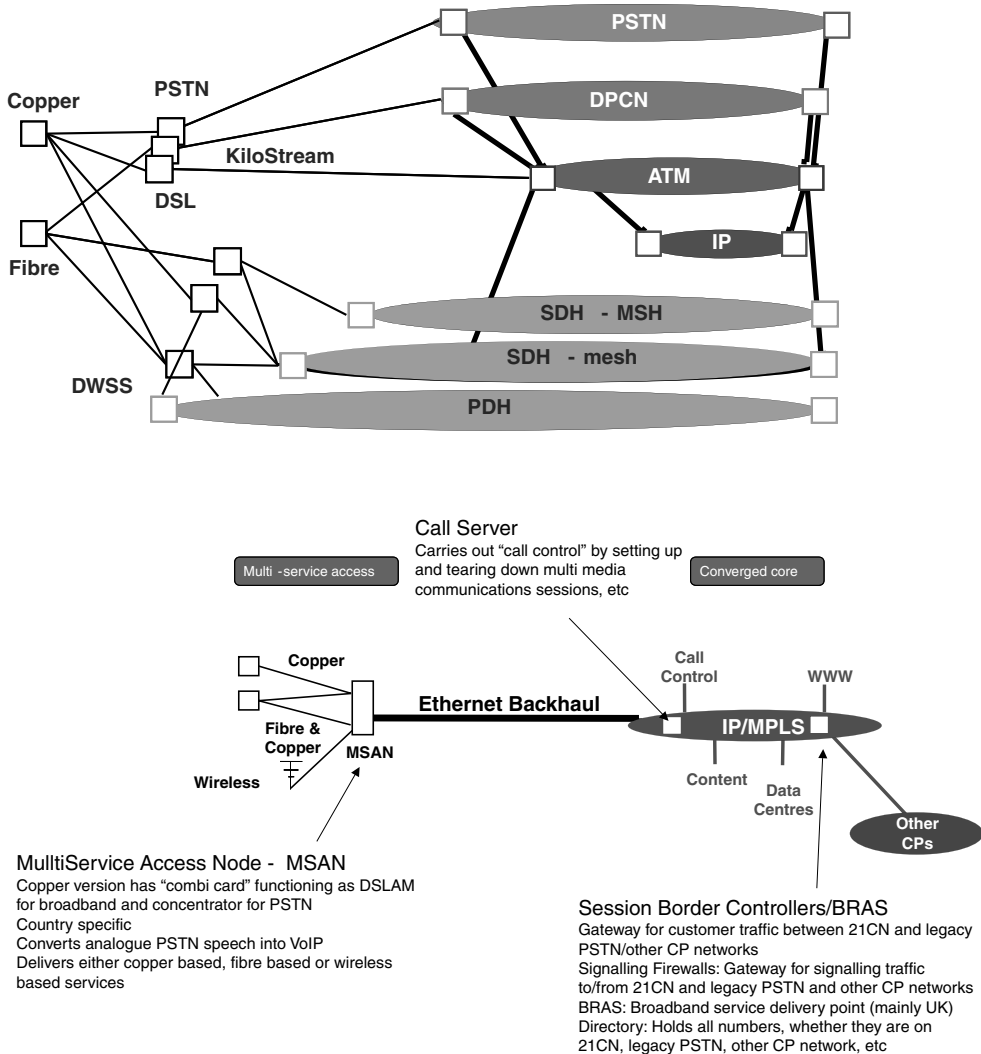 PSTN
PSTN
DPCN
Copper
KiloStream
ATM
DSL
IP
Fibre
SDH - MSH
SDH - mesh
DWSS
PDH
Call Server
Carries out “call control” by setting up
and tearing down multi media
communications sessions, etc
Multi -service access
Converged core
Copper
Call
Control
WWW
Ethernet Backhaul
IP/MPLS
Fibre &
Copper
MSAN
Wireless
Content
Data
Centres
Other
CPs
MulltiService Access Node - MSAN
Copper version has “combi card” functioning as DSLAM
for broadband and concentrator for PSTN
Country specific
Converts analogue PSTN speech into VoIP
Delivers either copper based, fibre based or wireless
based services
Session Border Controllers/BRAS
Gateway for customer traffic between 21CN and legacy
PSTN/other CP networks
Signalling Firewalls: Gateway for signalling traffic
to/from 21CN and legacy PSTN and other CP networks
BRAS: Broadband service delivery point (mainly UK)
Directory: Holds all numbers, whether they are on
21CN, legacy PSTN, other CP network, etc